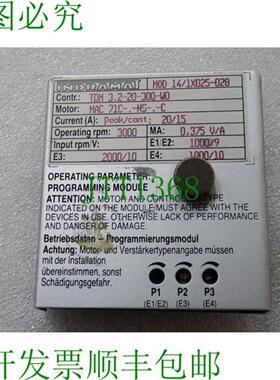 图必究
INDRAMAT
MOD 14/1X025-028
Contr.: TDM 3.2-20-300-W0
Motor: MAC 71C-.-NS-.-C
Current (A): Peak/cont; 20/15
Operating rpm: 3000 MA: 0,375 V/A
Input rpm/V: E1/E2: 1000/9
E3: 2000/10 E4: 1000/10
OPERATING PARAMETER-
PROGRAMMING MODULE
ATTENTION: MOTOR AND CONTROLLER TYPE
INDICATED ON THE MODULE MUST AGREE WITH THE
DEVICES IN USE. OTHERWISE LACK OF PERFORMANCE
AND DANGER OF DAMAGE.
Betriebsdaten - Programmierungsmodul
Achtung: Motor- und Verstärkertypenangabe müssen
mit der Installation
übereinstimmen, sonst
Schädigungsgefahr.
P1 P2 P3
(E1/E2) (E3) (E4)
开发票顺丰包邮